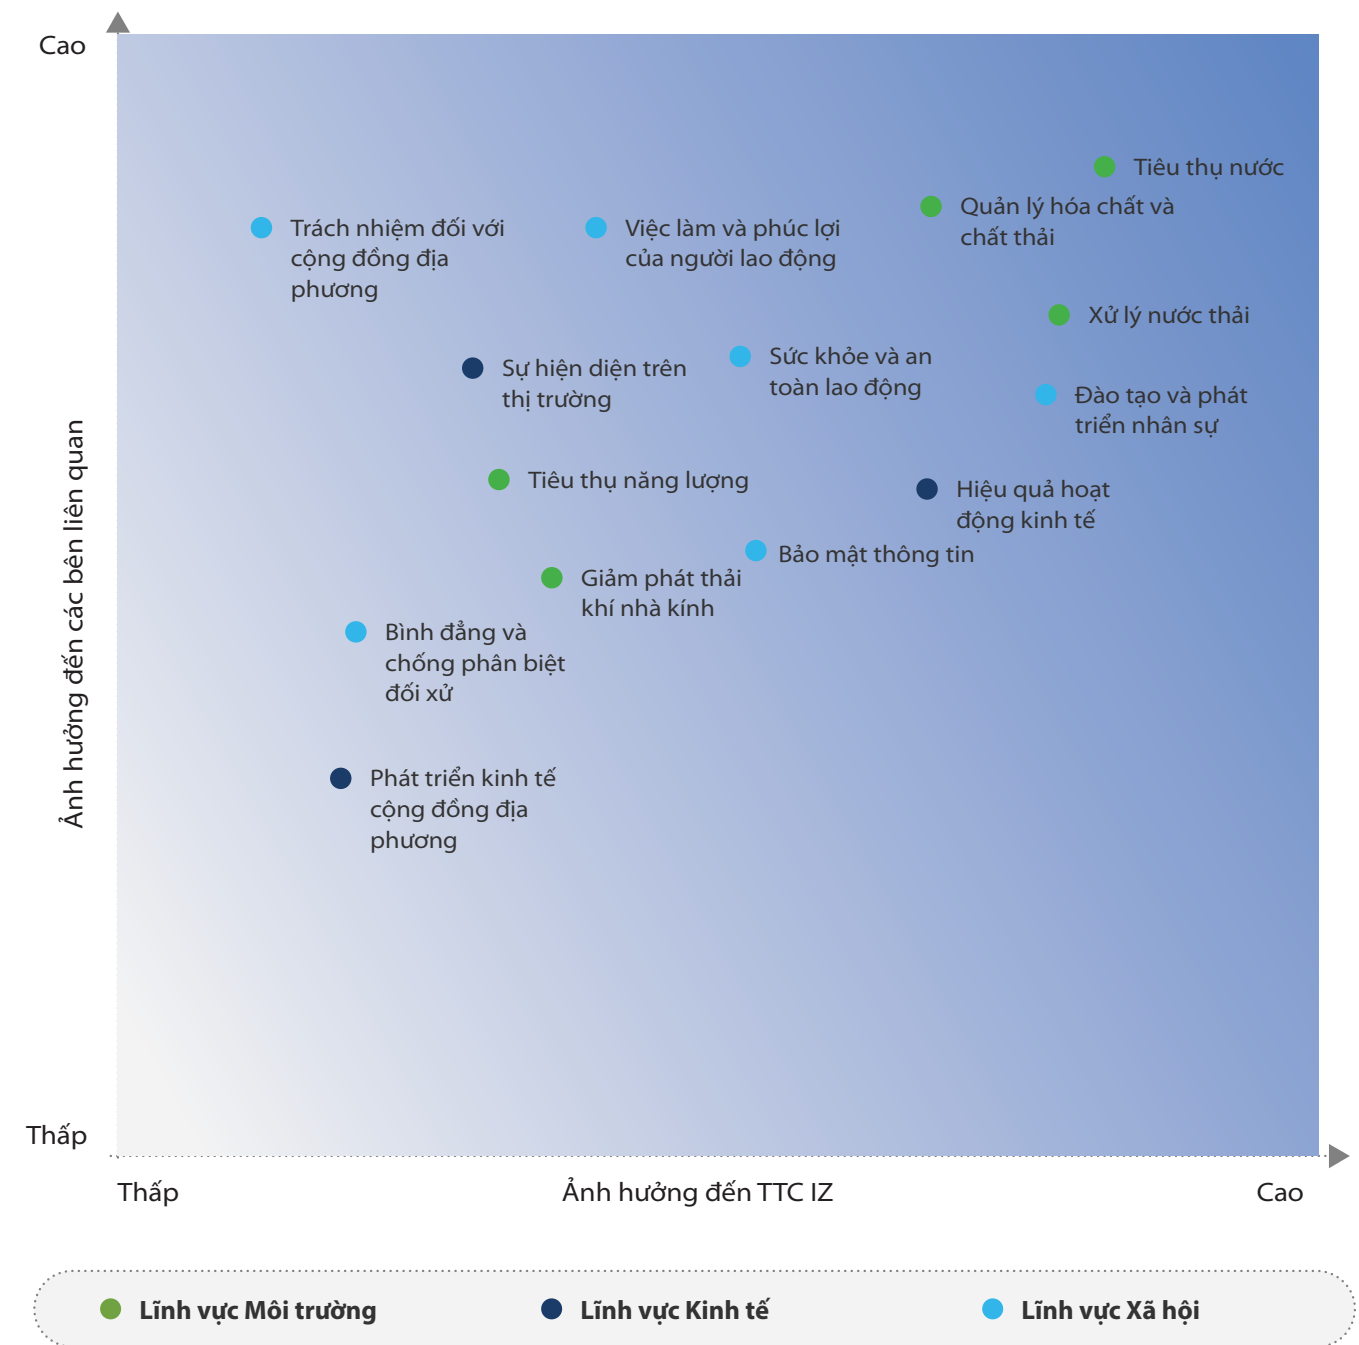 Cao
Tiêu thụ nước
Quản lý hóa chất và
chất thải
Trách nhiệm đối với
cộng đồng địa
phương
Việc làm và phúc lợi
của người lao động
Xử lý nước thải
Sự hiện diện trên
thị trường
Sức khỏe và an
toàn lao động
Đào tạo và phát
triển nhân sự
Tiêu thụ năng lượng
Hiệu quả hoạt
động kinh tế
Bảo mật thông tin
Giảm phát thải
khí nhà kính
Bình đẳng và
chống phân biệt
đối xử
Phát triển kinh tế
cộng đồng địa
phương
Ảnh hưởng đến các bên liên quan
Thấp
Thấp
Ảnh hưởng đến TTC IZ
Cao
Lĩnh vực Môi trường
Lĩnh vực Kinh tế
Lĩnh vực Xã hội